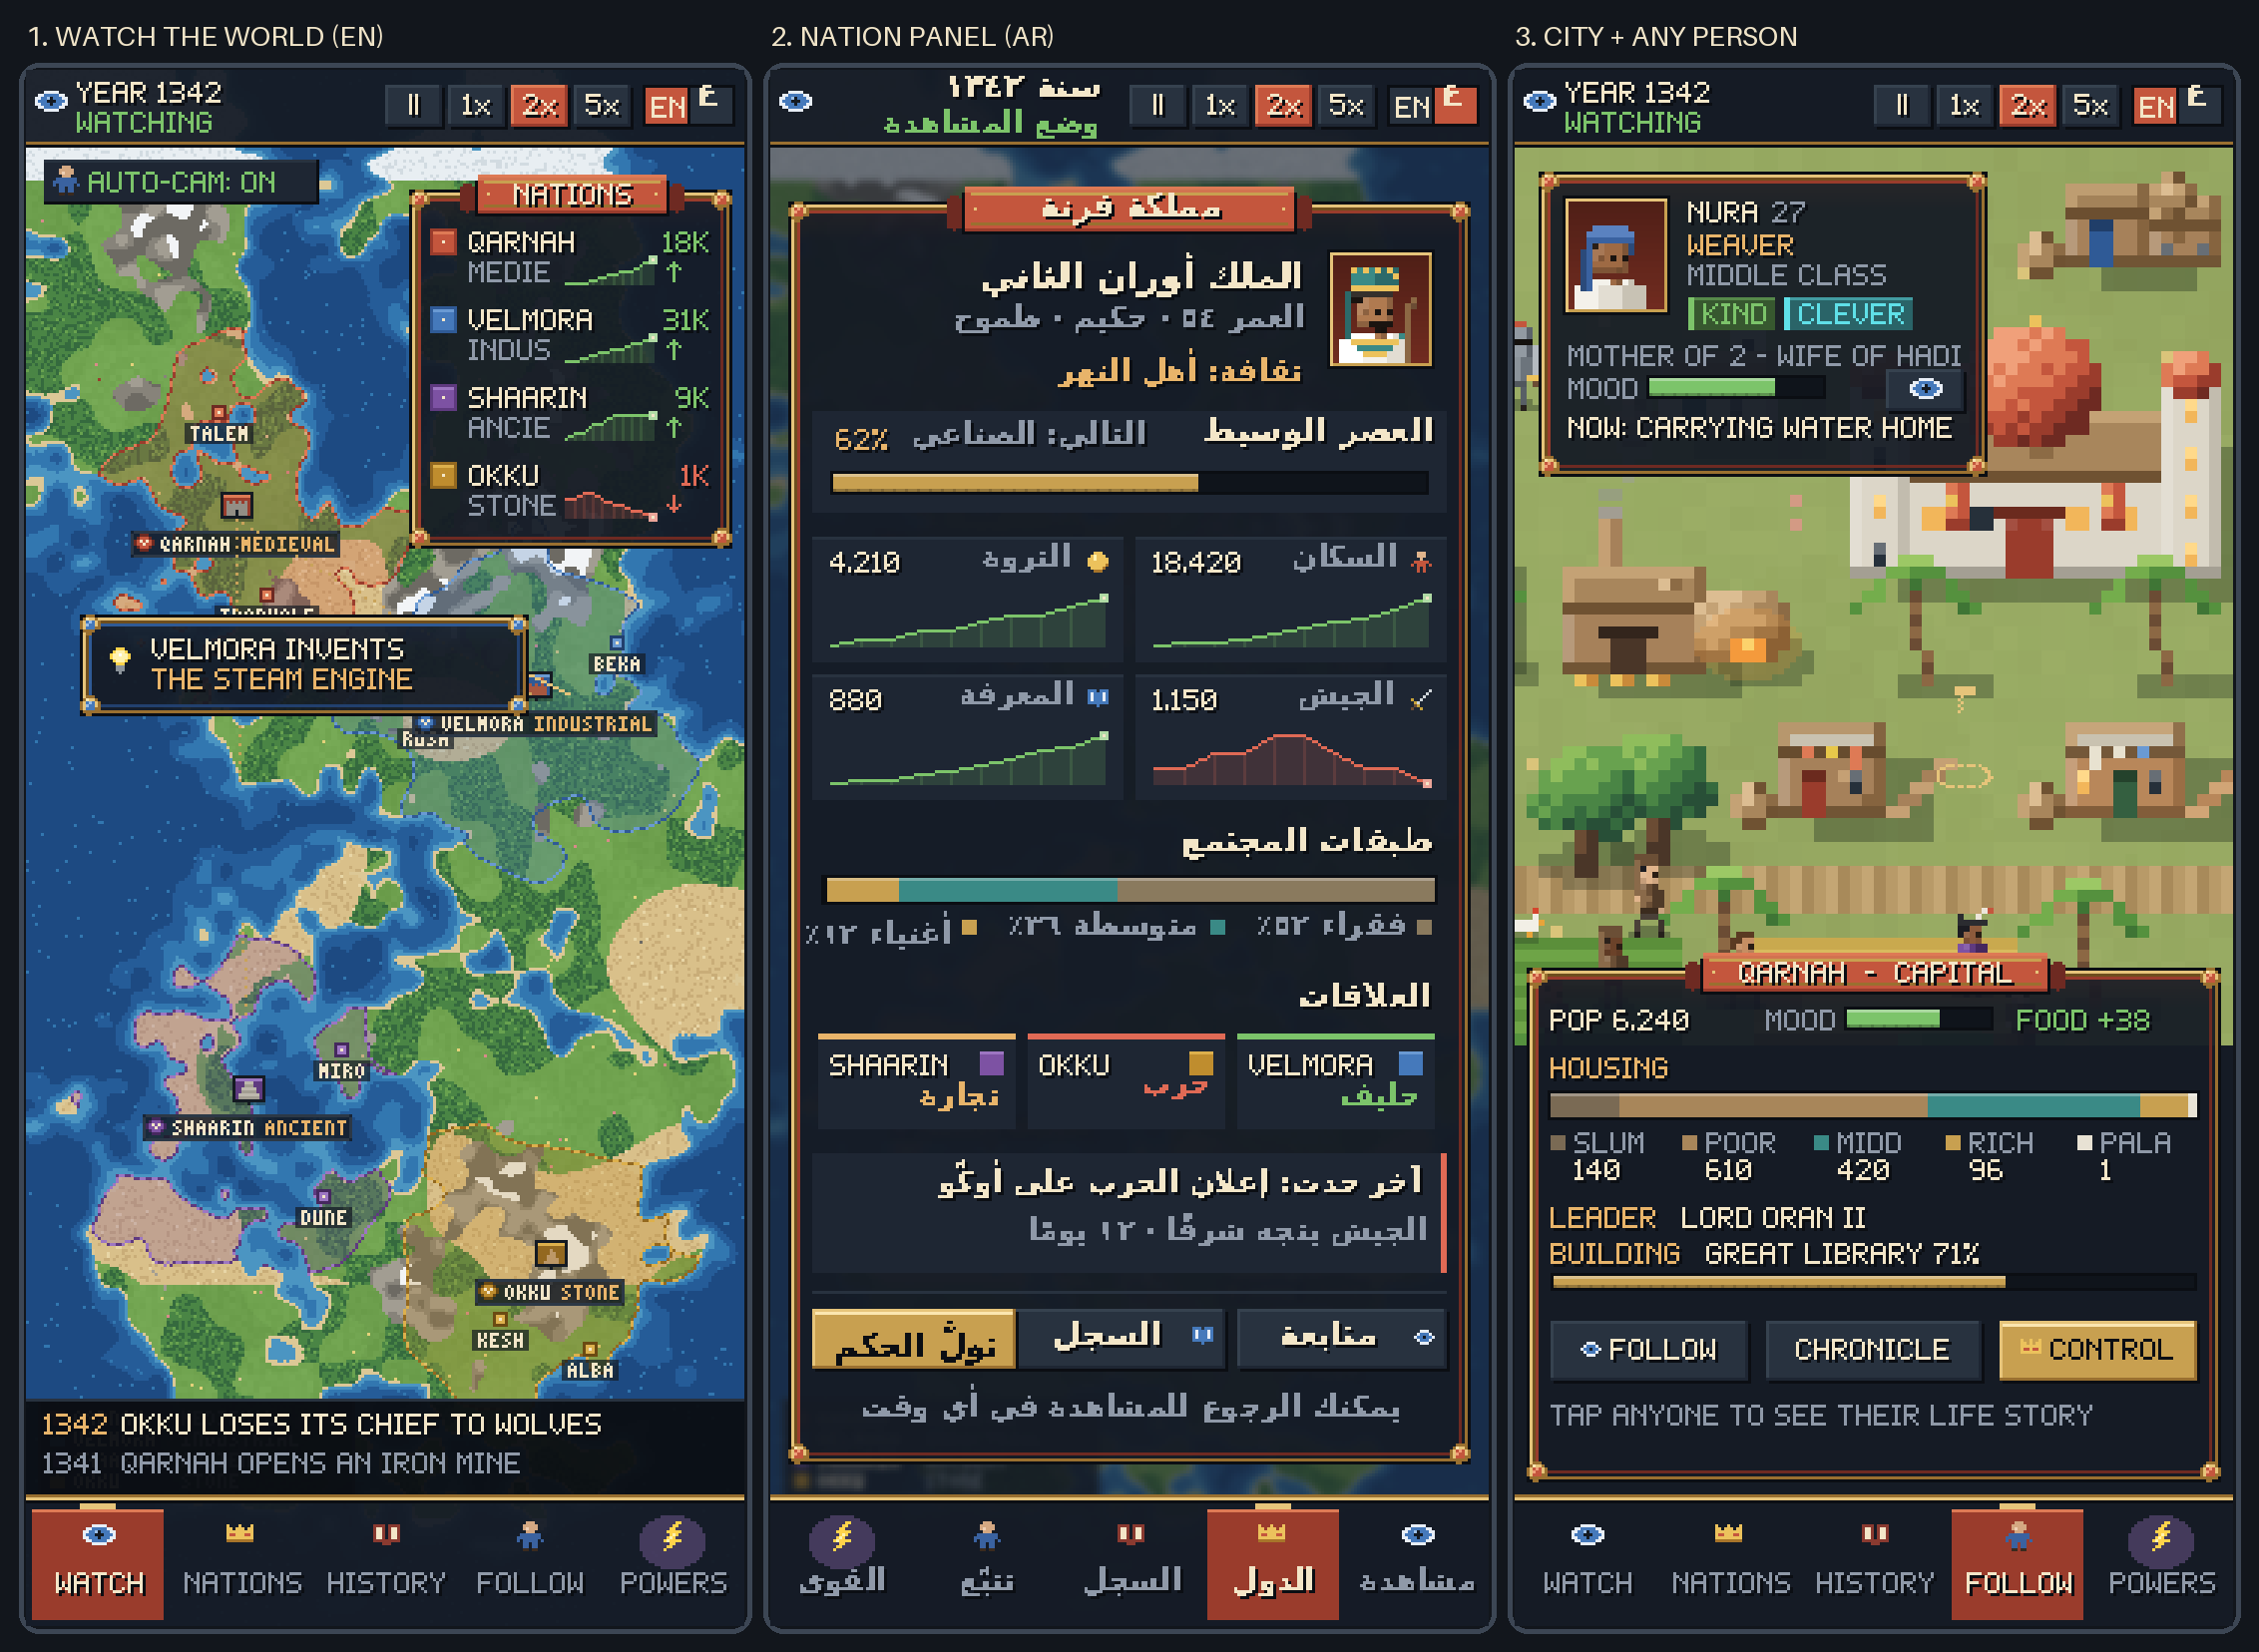 1. WATCH THE WORLD (EN)
YEAR 1342
WATCHING
II 1x 2x 5x EN ع
AUTO-CAM: ON
NATIONS
QARNAH 18K
MEDIE
VELMORA 31K
INDUS
SHAARIN 9K
ANCIE
OKKU 1K
STONE
TALEM
QARNAH MEDIEVAL
VELMORA INVENTS
THE STEAM ENGINE
BEKA
VELMORA INDUSTRIAL
MIRO
SHAARIN ANCIENT
DUNE
OKKU STONE
KESH
ALBA
1342 OKKU LOSES ITS CHIEF TO WOLVES
1341 QARNAH OPENS AN IRON MINE
WATCH NATIONS HISTORY FOLLOW POWERS
2. NATION PANEL (AR)
سنة ١٣٤٢
وضع المشاهدة
II 1x 2x 5x EN ع
مملكة قرنة
الملك أوران الثاني
العمر ٥٤ · حكيم · طموح
ثقافة: أهل النهر
العصر الوسيط التالي: الصناعي 62%
السكان 18.420
الثروة 4.210
الجيش 1.150
المعرفة 880
طبقات المجتمع
فقراء ٥٢٪ متوسطة ٣٦٪ أغنياء ١٢٪
العلاقات
VELMORA
حليف
OKKU
حرب
SHAARIN
تجارة
آخر حدث: إعلان الحرب على أوكّو
الجيش يتجه شرقًا · ١٢ يومًا
متابعة السجل تولّ الحكم
يمكنك الرجوع للمشاهدة في أي وقت
مشاهدة الدول السجل تتبّع القوى
3. CITY + ANY PERSON
YEAR 1342
WATCHING
II 1x 2x 5x EN ع
NURA 27
WEAVER
MIDDLE CLASS
KIND CLEVER
MOTHER OF 2 - WIFE OF HADI
MOOD
NOW: CARRYING WATER HOME
QARNAH - CAPITAL
POP 6.240 MOOD FOOD +38
HOUSING
SLUM POOR MIDD RICH PALA
140 610 420 96 1
LEADER LORD ORAN II
BUILDING GREAT LIBRARY 71%
FOLLOW CHRONICLE CONTROL
TAP ANYONE TO SEE THEIR LIFE STORY
WATCH NATIONS HISTORY FOLLOW POWERS